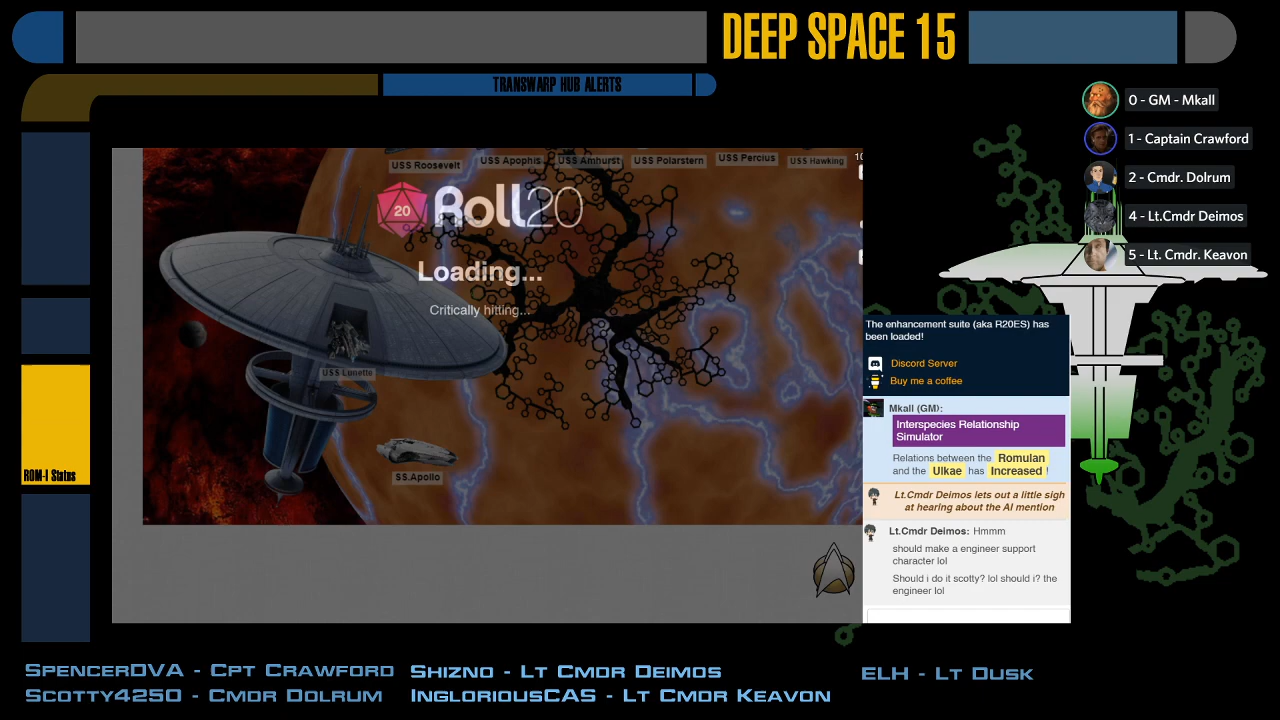 DEEP SPACE 15
TRANSWARP HUB ALERTS
0 - GM - Mkall
1 - Captain Crawford
2 - Cmdr. Dolrum
4 - Lt.Cmdr Deimos
5 - Lt. Cmdr. Keavon
USS Roosevelt
USS Apophis
USS Amhurst
USS Polarstern
USS Percius
USS Hawking
10
20
Roll20
Loading...
Critically hitting...
USS Lunette
SS.Apollo
The enhancement suite (aka R20ES) has
been loaded!
Discord Server
Buy me a coffee
Mkall (GM):
Interspecies Relationship
Simulator
Relations between the Romulan
and the Ulkae has Increased!
Lt.Cmdr Deimos lets out a little sigh
at hearing about the AI mention
Lt.Cmdr Deimos: Hmmm
should make a engineer support
character lol
Should i do it scotty? lol should i? the
engineer lol
ROM-I Status
SpencerDVA - Cpt Crawford
Shizno - Lt Cmdr Deimos
ELH - Lt Dusk
Scotty4250 - Cmdr Dolrum
IngloriousCAS - Lt Cmdr Keavon